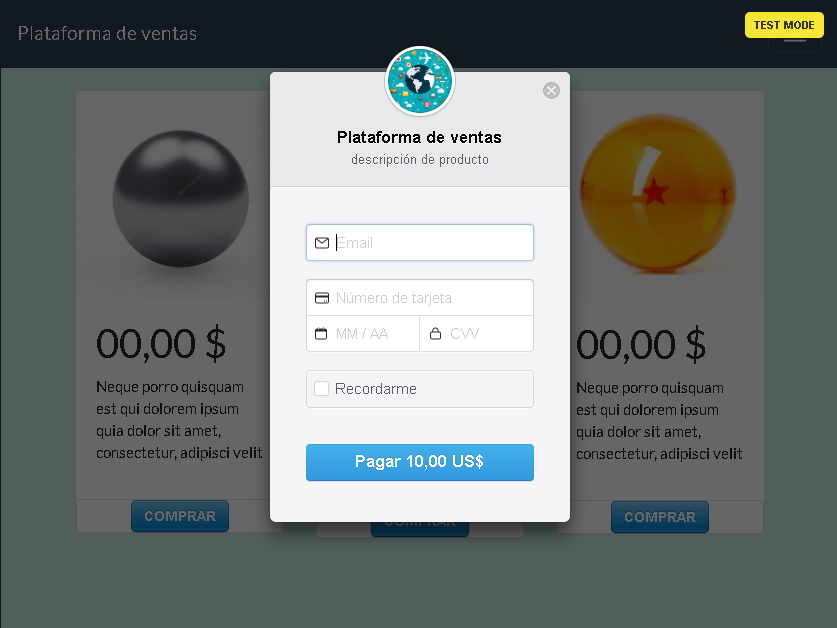 Plataforma de ventas
TEST MODE
Plataforma de ventas
descripción de producto
Email
Número de tarjeta
MM / AA
CVV
Recordarme
Pagar 10,00 US$
00,00 $
Neque porro quisquam
est qui dolorem ipsum
quia dolor sit amet,
consectetur, adipisci velit
COMPRAR
COMPRAR
00,00 $
Neque porro quisquam
est qui dolorem ipsum
quia dolor sit amet,
consectetur, adipisci velit
COMPRAR